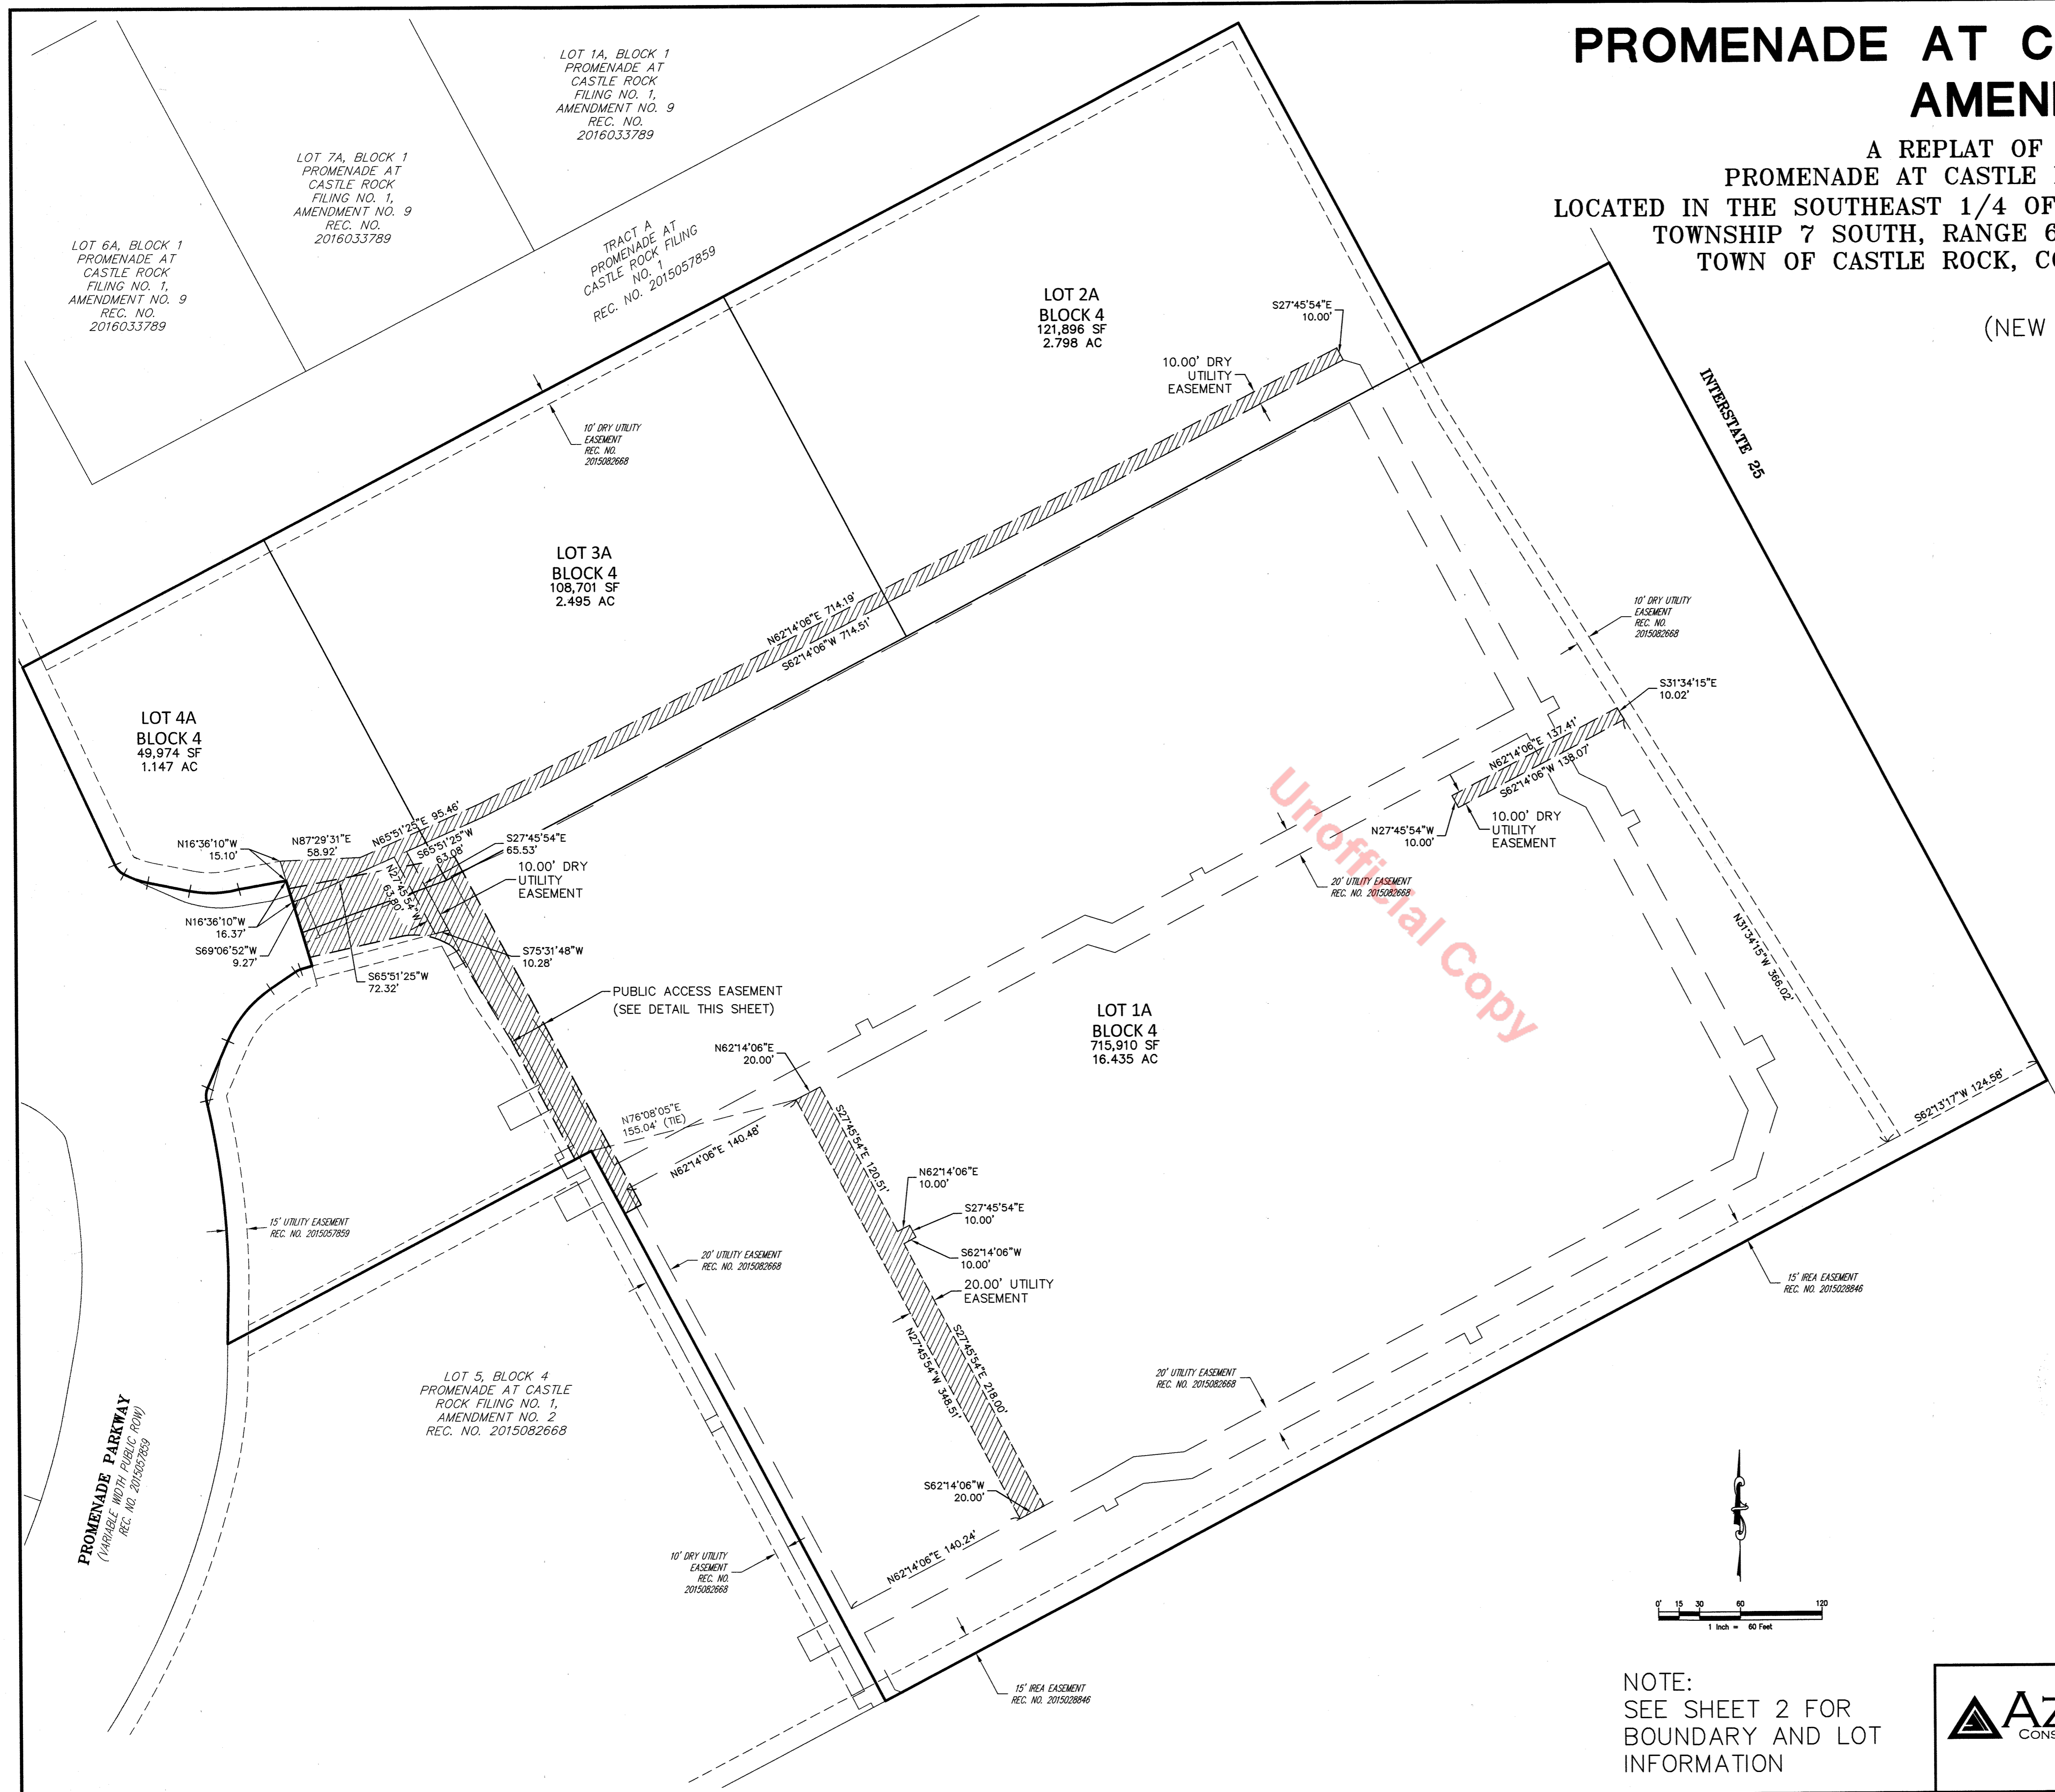 PROMENADE AT C
AMEN
A REPLAT OF
PROMENADE AT CASTLE
LOCATED IN THE SOUTHEAST 1/4 OF
TOWNSHIP 7 SOUTH, RANGE 6
TOWN OF CASTLE ROCK, CO
(NEW
LOT 1A, BLOCK 1
PROMENADE AT
CASTLE ROCK
FILING NO. 1,
AMENDMENT NO. 9
REC. NO.
2016033789
LOT 7A, BLOCK 1
PROMENADE AT
CASTLE ROCK
FILING NO. 1,
AMENDMENT NO. 9
REC. NO.
2016033789
LOT 6A, BLOCK 1
PROMENADE AT
CASTLE ROCK
FILING NO. 1,
AMENDMENT NO. 9
REC. NO.
2016033789
TRACT A
PROMENADE AT
CASTLE ROCK FILING
NO. 1
REC. NO. 2015057859
LOT 2A
BLOCK 4
121,896 SF
2.798 AC
S27°45'54"E
10.00'
10.00' DRY
UTILITY
EASEMENT
INTERSTATE 25
10' DRY UTILITY
EASEMENT
REC. NO.
2015082668
LOT 3A
BLOCK 4
108,701 SF
2.495 AC
N62°14'06"E 714.19'
S62°14'06"W 714.51'
10' DRY UTILITY
EASEMENT
REC. NO.
2015082668
S31°34'15"E
10.02'
LOT 4A
BLOCK 4
49,974 SF
1.147 AC
N62°14'06"E 137.41'
S62°14'06"W 138.07'
N27°45'54"W
10.00'
10.00' DRY
UTILITY
EASEMENT
N16°36'10"W
15.10'
N87°29'31"E
58.92'
N65°51'25"E 95.46'
S65°51'25"W
63.08'
S27°45'54"E
65.53'
10.00' DRY
UTILITY
EASEMENT
N27°45'54"W
63.80'
N16°36'10"W
16.37'
S69°06'52"W
9.27'
S65°51'25"W
72.32'
S75°31'48"W
10.28'
20' UTILITY EASEMENT
REC. NO. 2015082668
Unofficial Copy
N31°34'15"W 366.02'
PUBLIC ACCESS EASEMENT
(SEE DETAIL THIS SHEET)
LOT 1A
BLOCK 4
715,910 SF
16.435 AC
N62°14'06"E
20.00'
N76°08'05"E
155.04' (TIE)
N62°14'06"E 140.48'
S62°13'17"W 124.58'
S27°45'54"E 120.51'
N62°14'06"E
10.00'
S27°45'54"E
10.00'
S62°14'06"W
10.00'
20.00' UTILITY
EASEMENT
15' UTILITY EASEMENT
REC. NO. 2015057859
20' UTILITY EASEMENT
REC. NO. 2015082668
15' IREA EASEMENT
REC. NO. 2015028846
S27°45'54"E 218.00'
N27°45'54"W 348.51'
20' UTILITY EASEMENT
REC. NO. 2015082668
LOT 5, BLOCK 4
PROMENADE AT CASTLE
ROCK FILING NO. 1,
AMENDMENT NO. 2
REC. NO. 2015082668
PROMENADE PARKWAY
(VARIABLE WIDTH PUBLIC ROW)
REC. NO. 2015057859
S62°14'06"W
20.00'
N62°14'06"E 140.24'
10' DRY UTILITY
EASEMENT
REC. NO.
2015082668
15' IREA EASEMENT
REC. NO. 2015028846
0' 15 30 60 120
1 Inch = 60 Feet
NOTE:
SEE SHEET 2 FOR
BOUNDARY AND LOT
INFORMATION
AZ
CONS